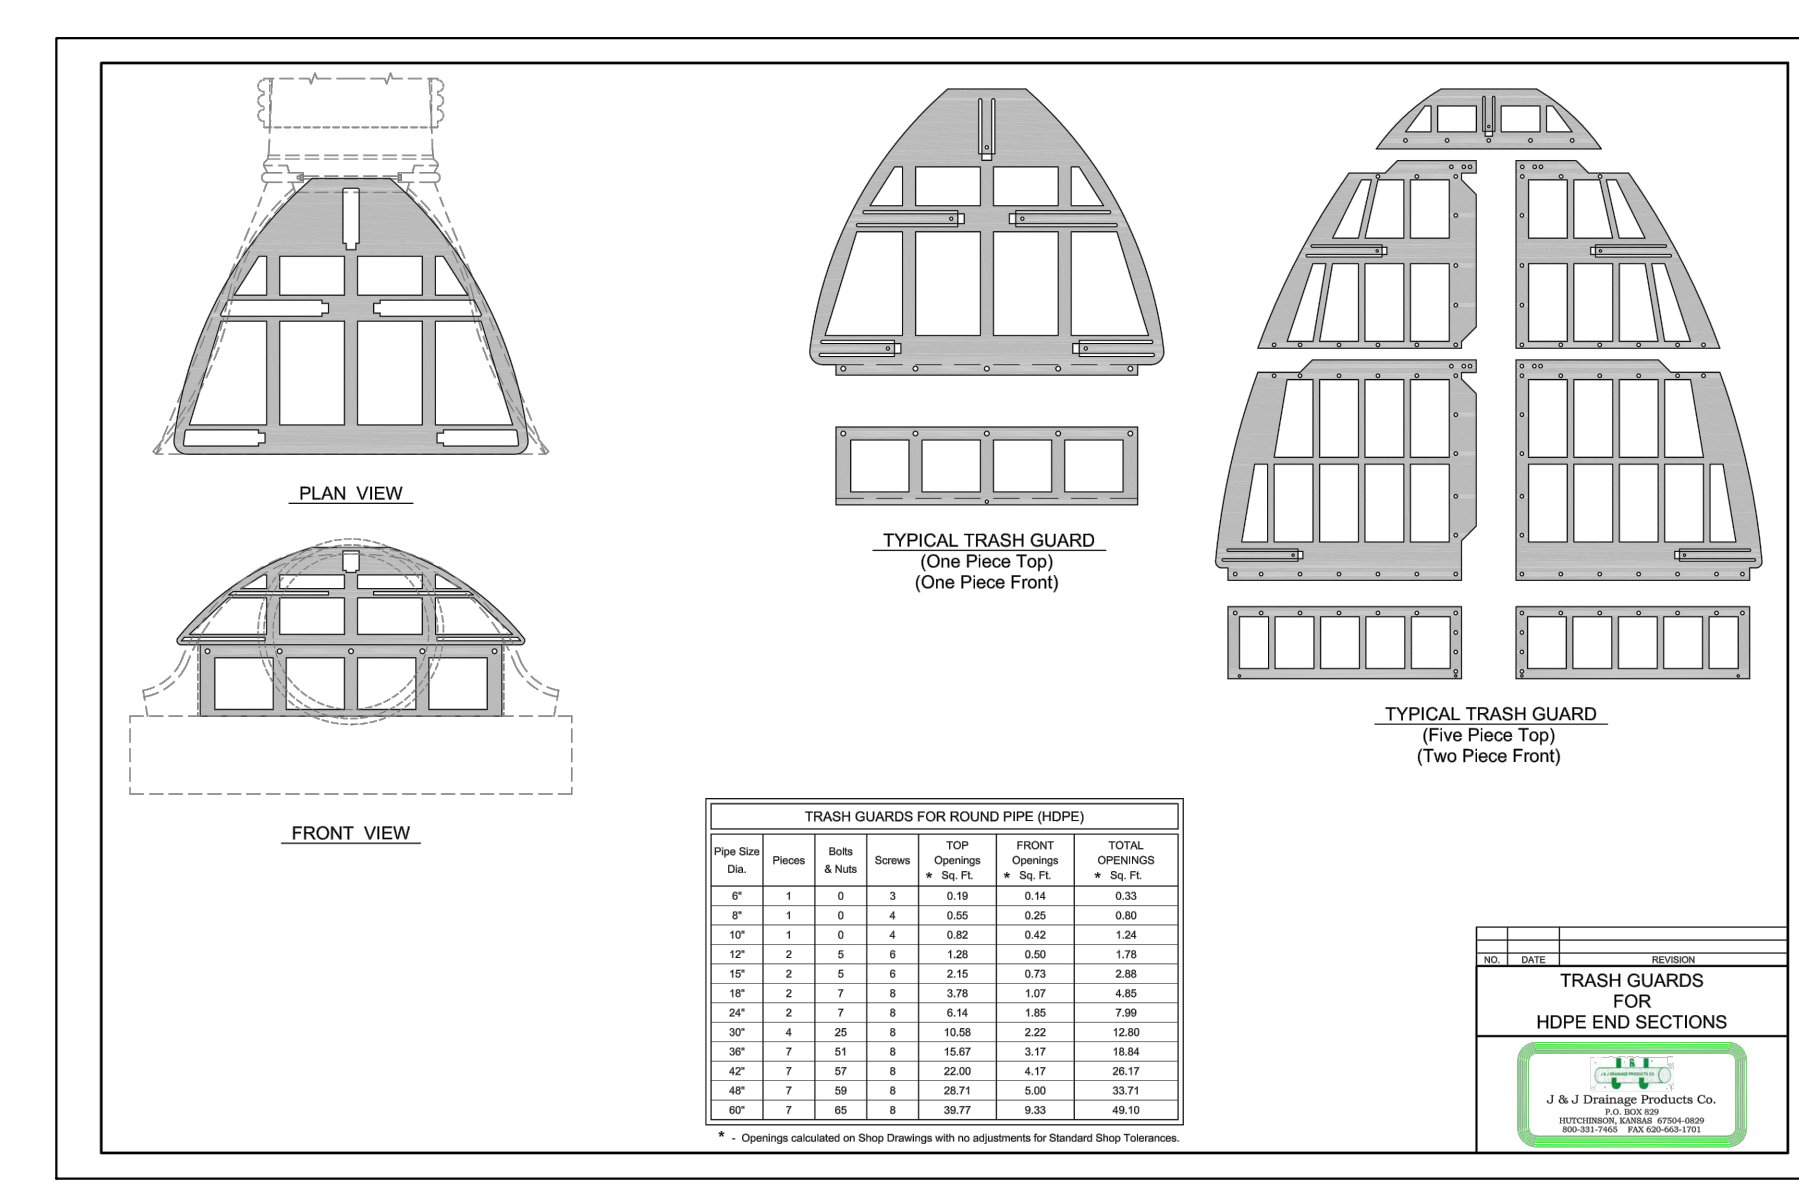 PLAN VIEW
FRONT VIEW
TYPICAL TRASH GUARD
(One Piece Top)
(One Piece Front)
TYPICAL TRASH GUARD
(Five Piece Top)
(Two Piece Front)
TRASH GUARDS FOR ROUND PIPE (HDPE)
Pipe Size Dia. Pieces Bolts & Nuts Screws TOP Openings * Sq. Ft. FRONT Openings * Sq. Ft. TOTAL OPENINGS * Sq. Ft.
6" 1 0 3 0.19 0.14 0.33
8" 1 0 4 0.55 0.25 0.80
10" 1 0 4 0.82 0.42 1.24
12" 2 5 6 1.28 0.50 1.78
15" 2 5 6 2.15 0.73 2.88
18" 2 7 8 3.78 1.07 4.85
24" 2 7 8 6.14 1.85 7.99
30" 4 25 8 10.58 2.22 12.80
36" 7 51 8 15.67 3.17 18.84
42" 7 57 8 22.00 4.17 26.17
48" 7 59 8 28.71 5.00 33.71
60" 7 65 8 39.77 9.33 49.10
* - Openings calculated on Shop Drawings with no adjustments for Standard Shop Tolerances.
NO. DATE REVISION
TRASH GUARDS
FOR
HDPE END SECTIONS
&
J & J DRAINAGE PRODUCTS CO.
J & J Drainage Products Co.
P.O. BOX 829
HUTCHINSON, KANSAS 67504-0829
800-331-7465 FAX 620-663-1701